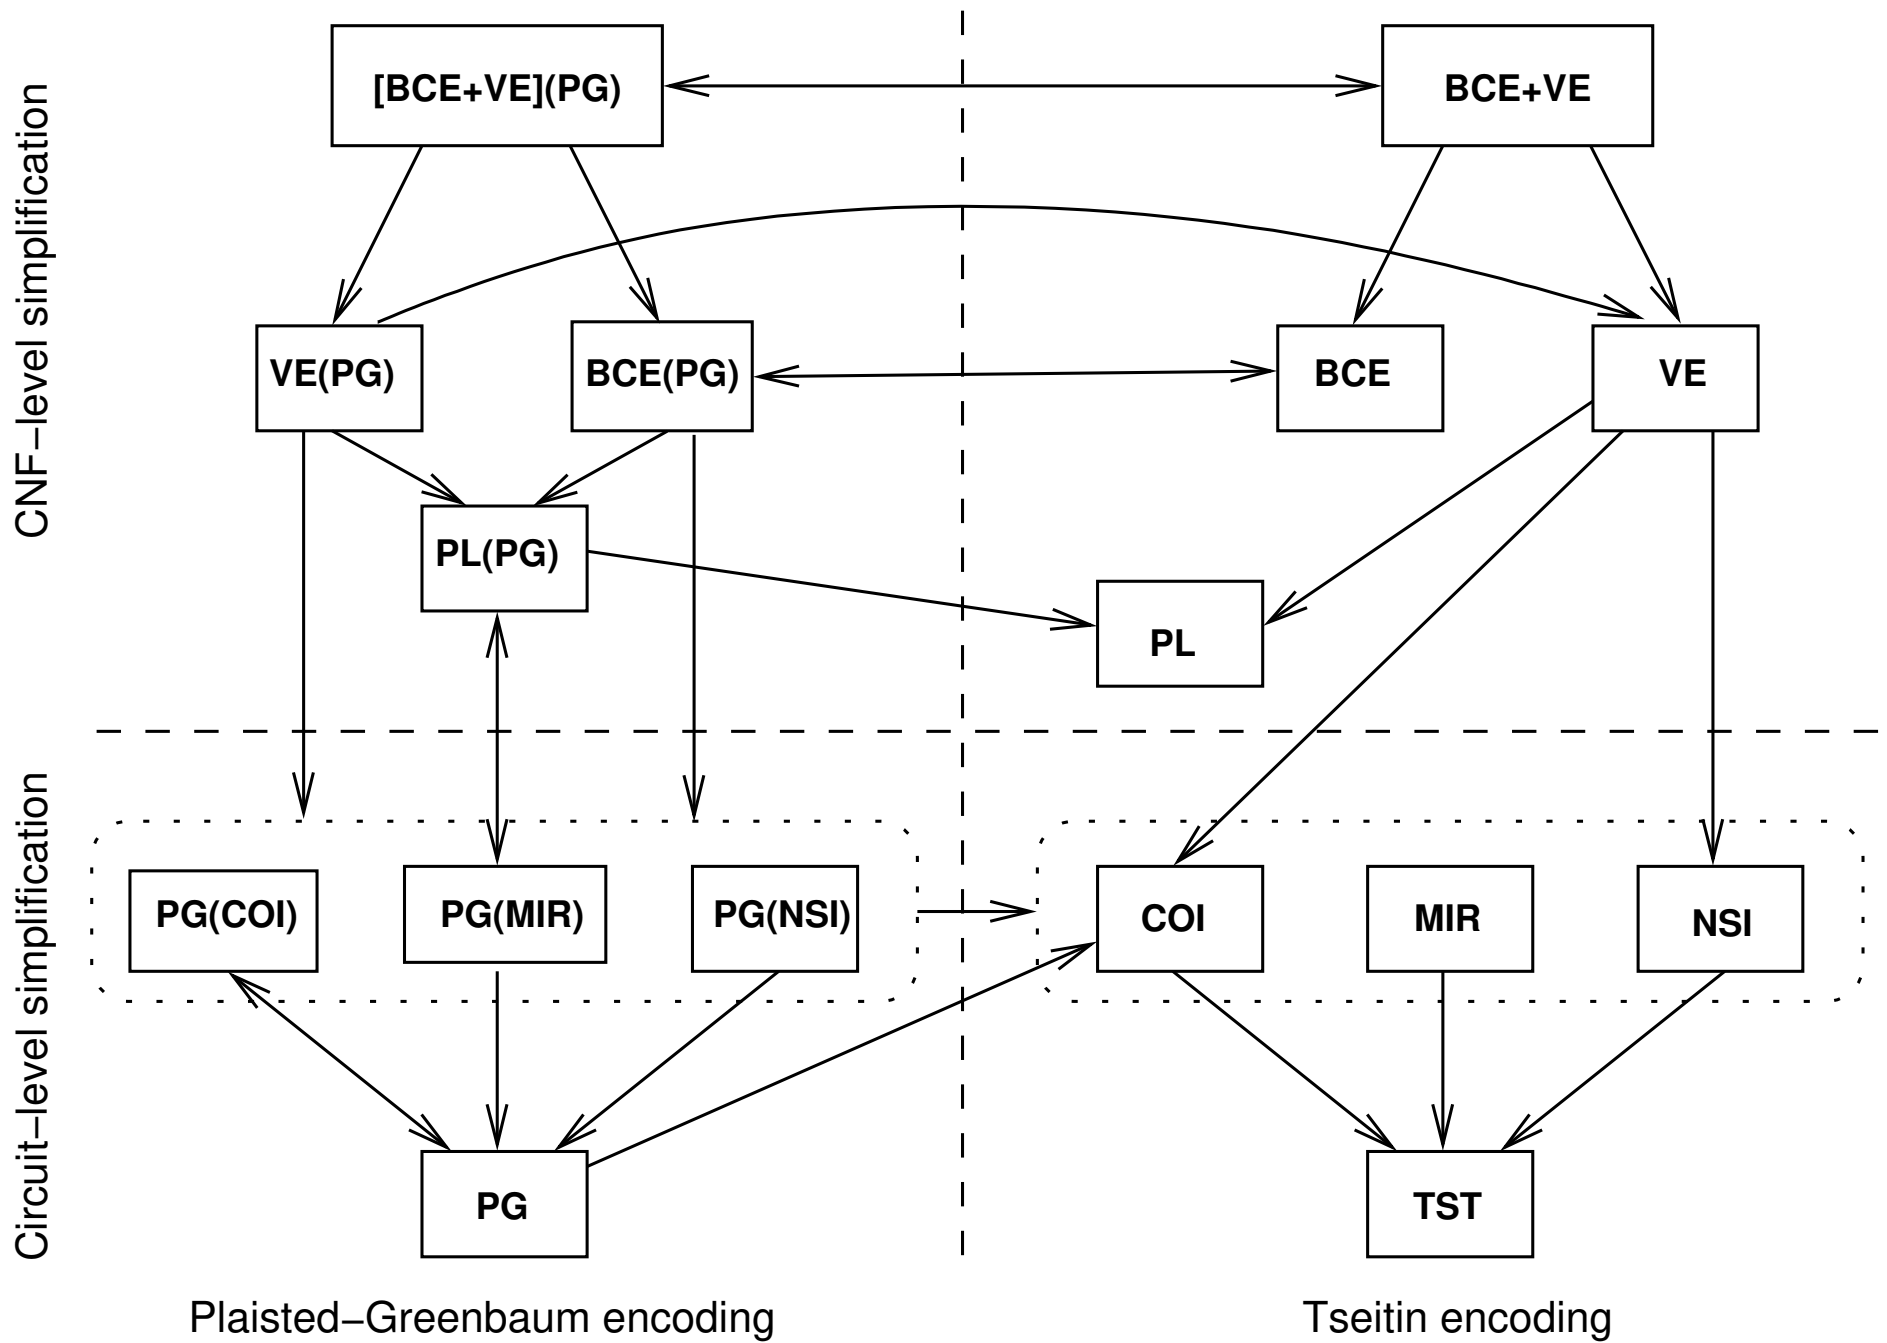 [BCE+VE](PG)
BCE+VE
CNF–level simplification
VE(PG)
BCE(PG)
BCE
VE
PL(PG)
PL
Circuit–level simplification
PG(COI)
PG(MIR)
PG(NSI)
COI
MIR
NSI
PG
TST
Plaisted–Greenbaum encoding
Tseitin encoding